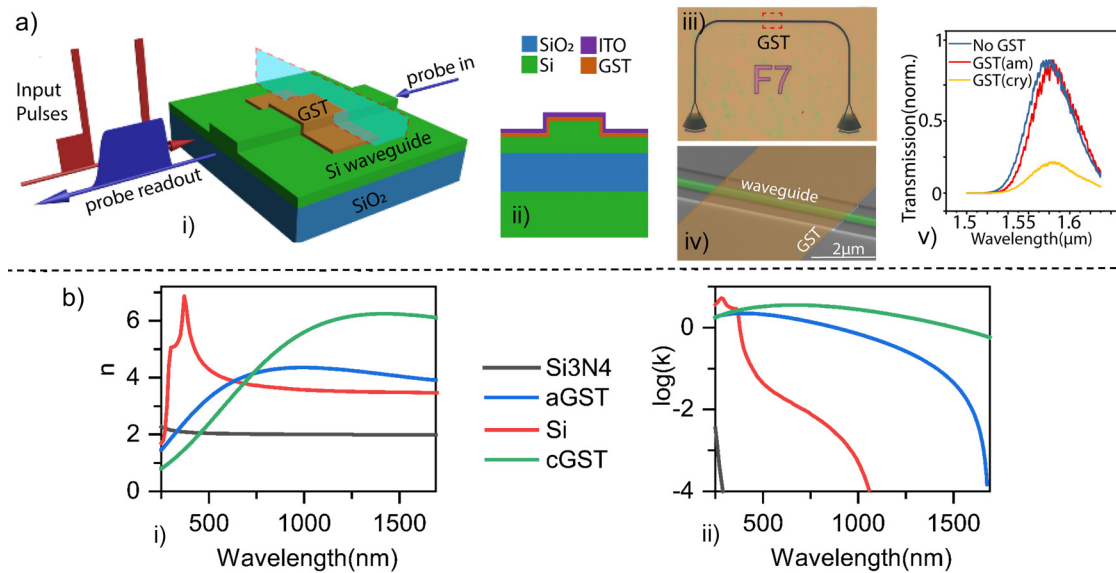 a)
Input
Pulses
GST
probe in
Si waveguide
probe readout
SiO₂
i)
SiO₂
ITO
Si
GST
ii)
iii)
GST
F7
waveguide
GST
iv)
2μm
No GST
GST(am)
GST(cry)
Transmission(norm.)
1
0.5
0
1.5
1.55
1.6
v)
Wavelength(μm)
b)
n
6
4
2
0
500
1000
1500
i)
Wavelength(nm)
Si3N4
aGST
Si
cGST
log(k)
0
-2
-4
500
1000
1500
ii)
Wavelength(nm)